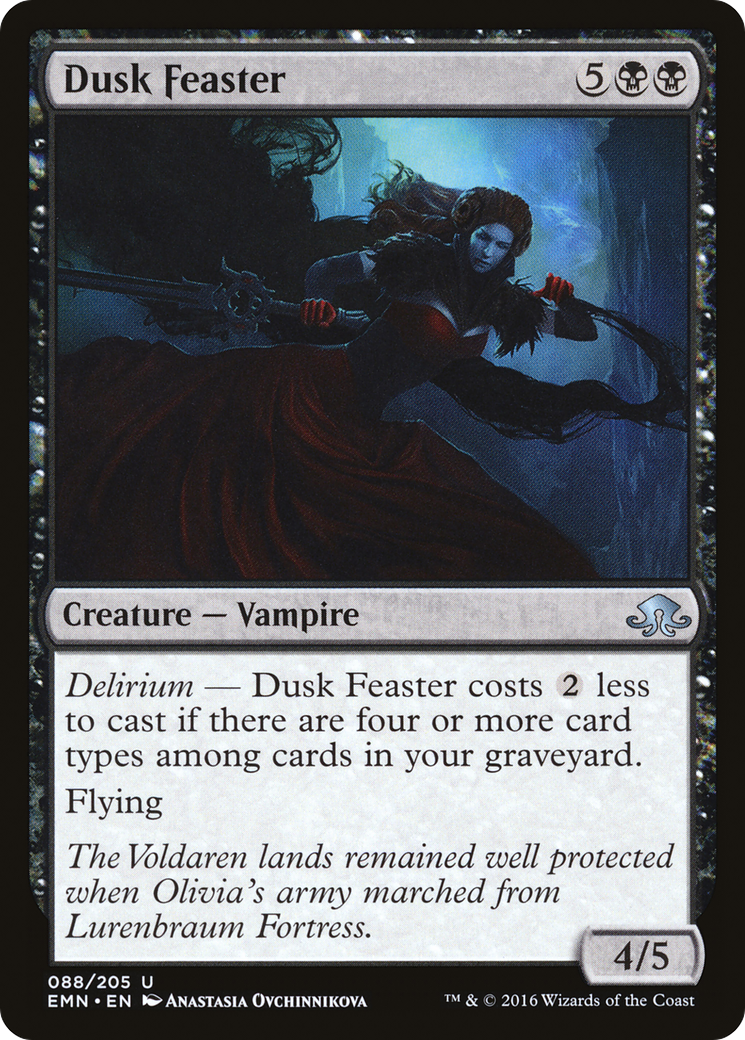 Dusk Feaster 5
Creature — Vampire
Delirium — Dusk Feaster costs 2 less
to cast if there are four or more card
types among cards in your graveyard.
Flying
The Voldaren lands remained well protected
when Olivia's army marched from
Lurenbraum Fortress.
4/5
088/205 U
EMN • EN Anastasia Ovchinnikova
™ & © 2016 Wizards of the Coast